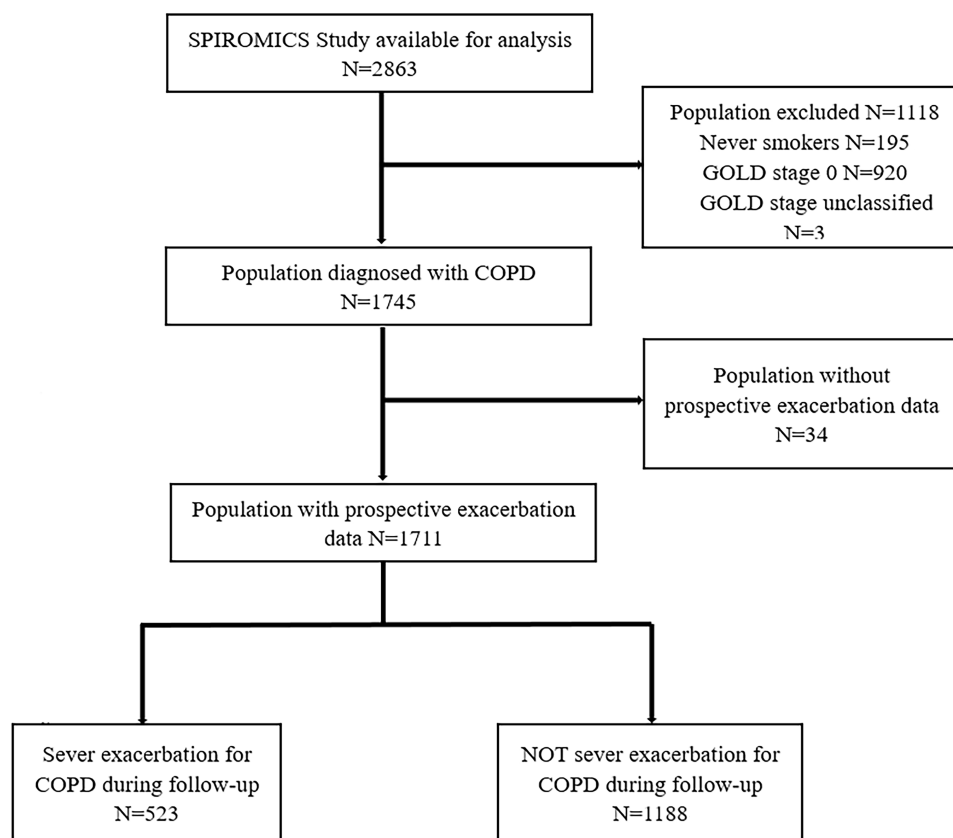 SPIROMICS Study available for analysis
N=2863
Population excluded N=1118
Never smokers N=195
GOLD stage 0 N=920
GOLD stage unclassified
N=3
Population diagnosed with COPD
N=1745
Population without
prospective exacerbation data
N=34
Population with prospective exacerbation
data N=1711
Sever exacerbation for
COPD during follow-up
N=523
NOT sever exacerbation for
COPD during follow-up
N=1188